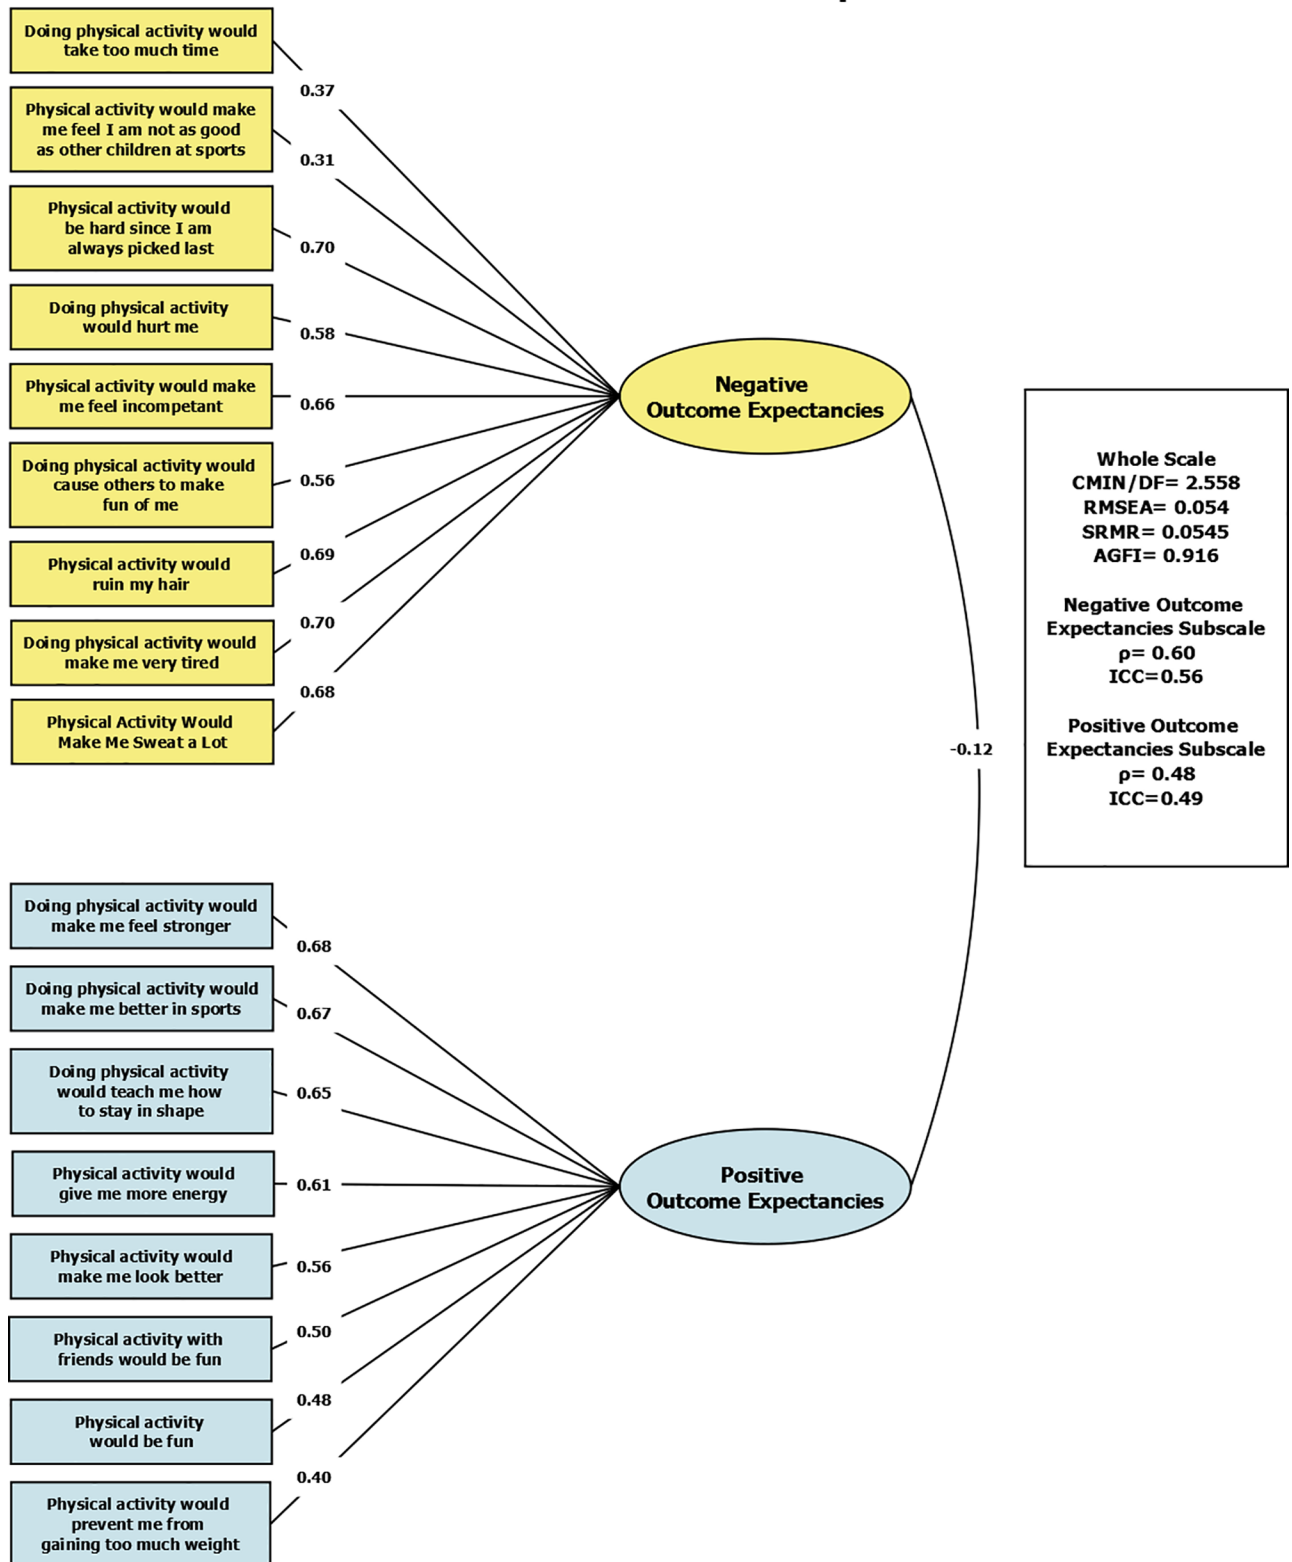 Doing physical activity would
take too much time
0.37
Physical activity would make
me feel I am not as good
as other children at sports
0.31
Physical activity would
be hard since I am
always picked last
0.70
Doing physical activity
would hurt me
0.58
Physical activity would make
me feel incompetant
0.66
Doing physical activity would
cause others to make
fun of me
0.56
Physical activity would
ruin my hair
0.69
Doing physical activity would
make me very tired
0.70
Physical Activity Would
Make Me Sweat a Lot
0.68
Negative
Outcome Expectancies
-0.12
Whole Scale
CMIN/DF= 2.558
RMSEA= 0.054
SRMR= 0.0545
AGFI= 0.916
Negative Outcome
Expectancies Subscale
ρ= 0.60
ICC=0.56
Positive Outcome
Expectancies Subscale
ρ= 0.48
ICC=0.49
Doing physical activity would
make me feel stronger
0.68
Doing physical activity would
make me better in sports
0.67
Doing physical activity
would teach me how
to stay in shape
0.65
Physical activity would
give me more energy
0.61
Physical activity would
make me look better
0.56
Physical activity with
friends would be fun
0.50
Physical activity
would be fun
0.48
Physical activity would
prevent me from
gaining too much weight
0.40
Positive
Outcome Expectancies